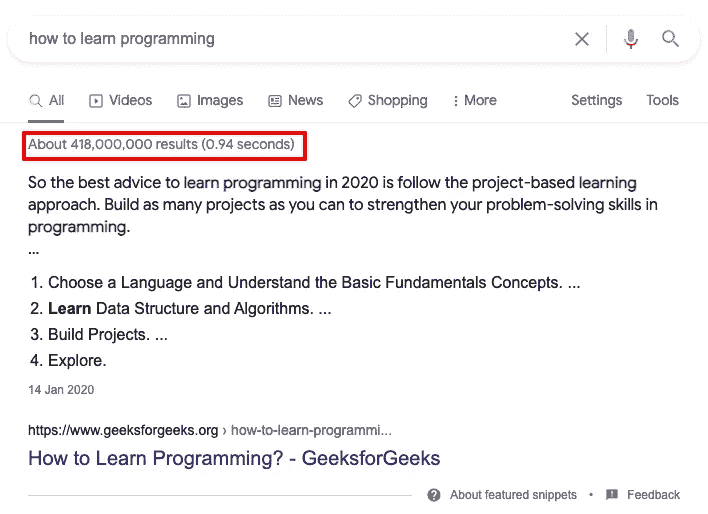 how to learn programming
All Videos Images News Shopping More Settings Tools
About 418,000,000 results (0.94 seconds)
So the best advice to learn programming in 2020 is follow the project-based learning
approach. Build as many projects as you can to strengthen your problem-solving skills in
programming.
...
1. Choose a Language and Understand the Basic Fundamentals Concepts. ...
2. Learn Data Structure and Algorithms. ...
3. Build Projects. ...
4. Explore.
14 Jan 2020
https://www.geeksforgeeks.org › how-to-learn-programmi...
How to Learn Programming? - GeeksforGeeks
About featured snippets • Feedback